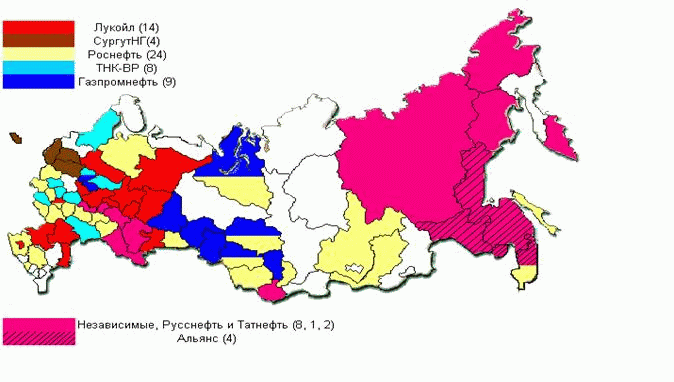 Лукойл (14)
СургутНГ(4)
Роснефть (24)
ТНК-ВР (8)
Газпромнефть (9)
Независимые, Русснефть и Татнефть (8, 1, 2)
Альянс (4)